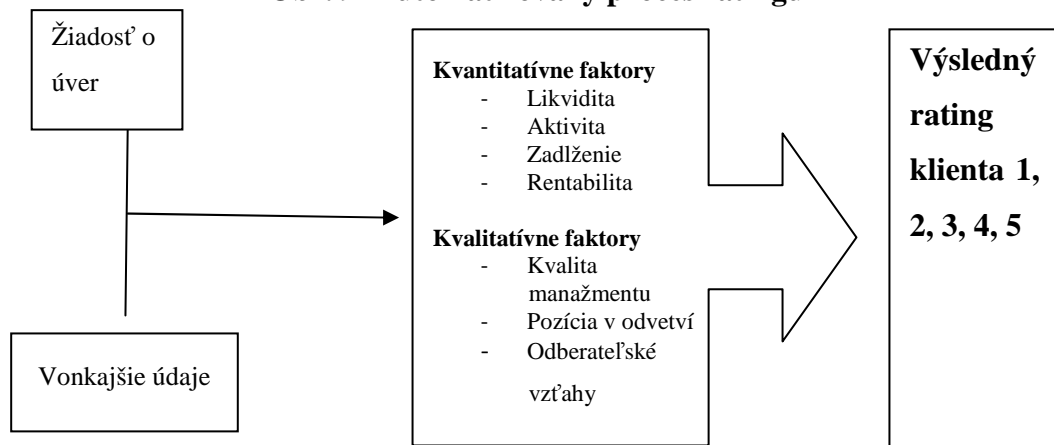 Žiadosť o
úver
Kvantitatívne faktory
- Likvidita
- Aktivita
- Zadlženie
- Rentabilita
Kvalitatívne faktory
- Kvalita
manažmentu
- Pozícia v odvetví
- Odberateľské
vzťahy
Výsledný
rating
klienta 1,
2, 3, 4, 5
Vonkajšie údaje